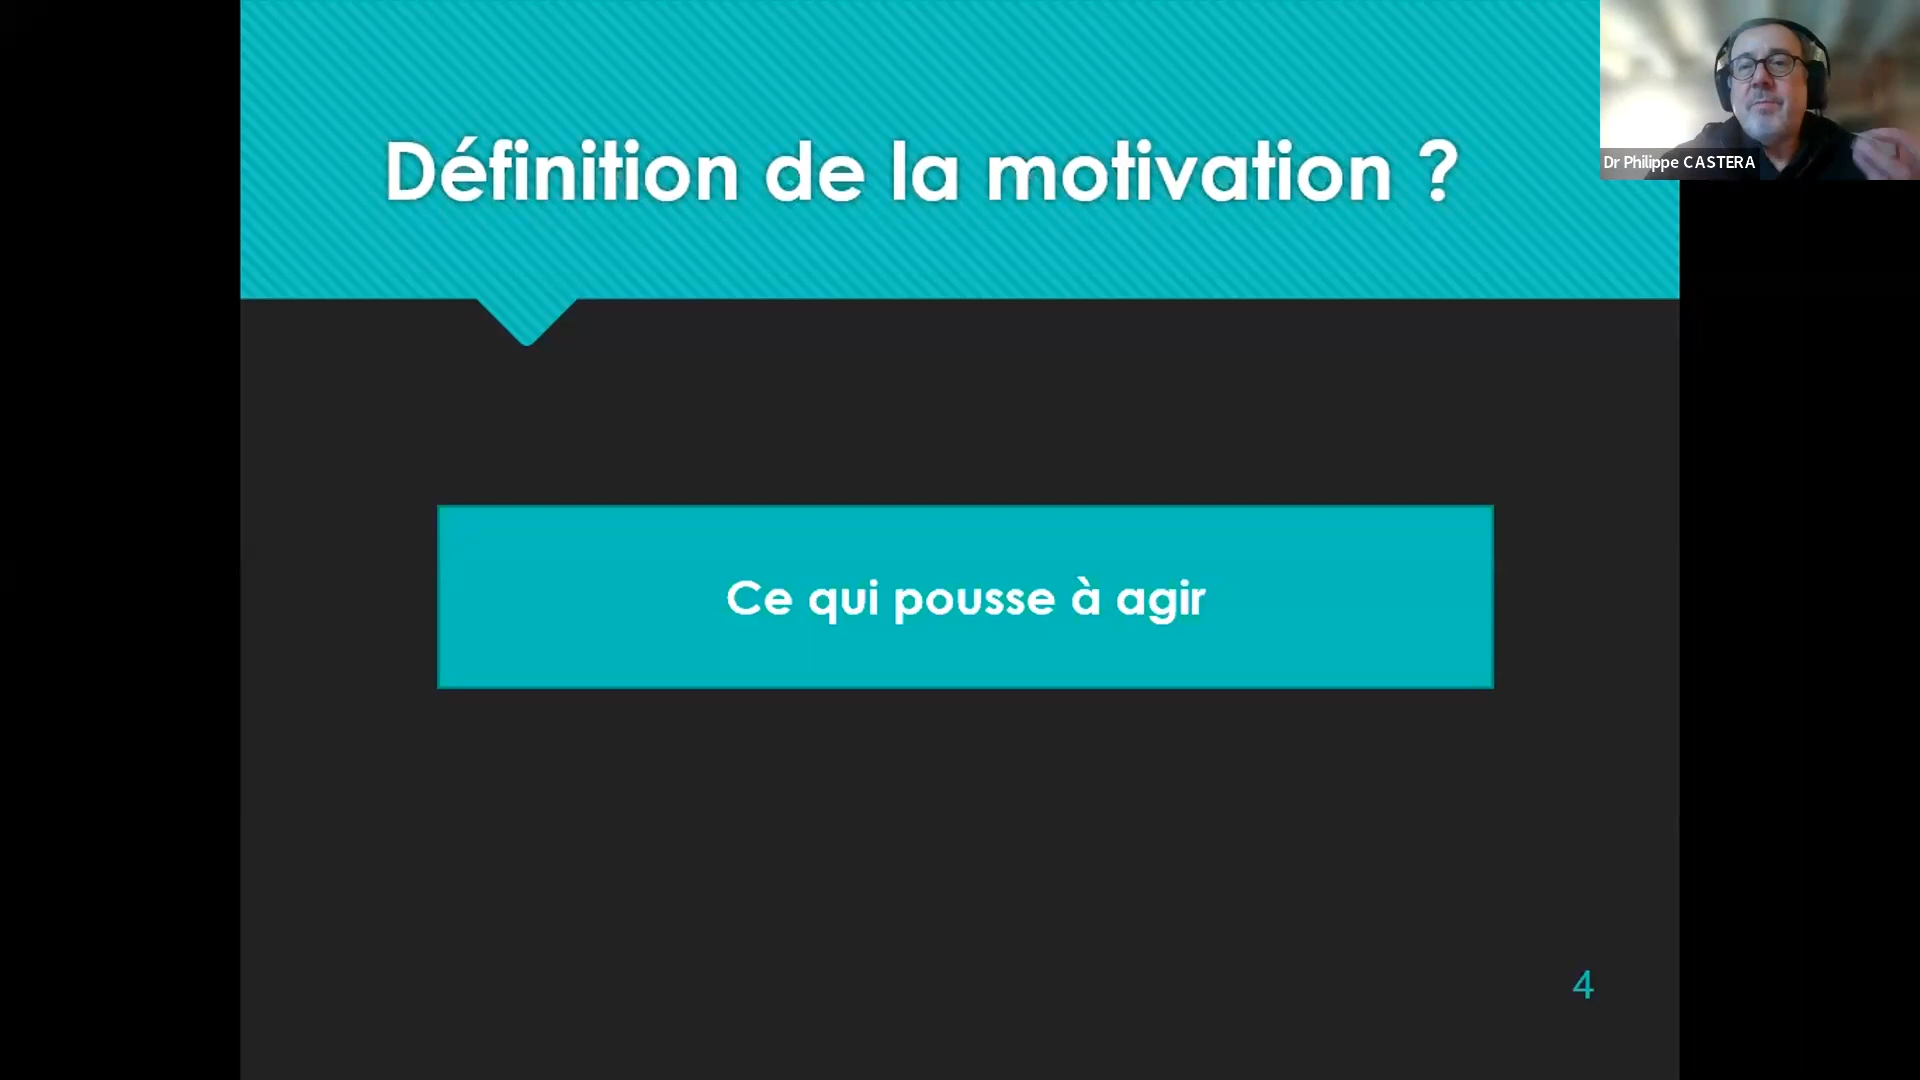 Définition de la motivation ?
Dr Philippe CASTERA
Ce qui pousse à agir
4